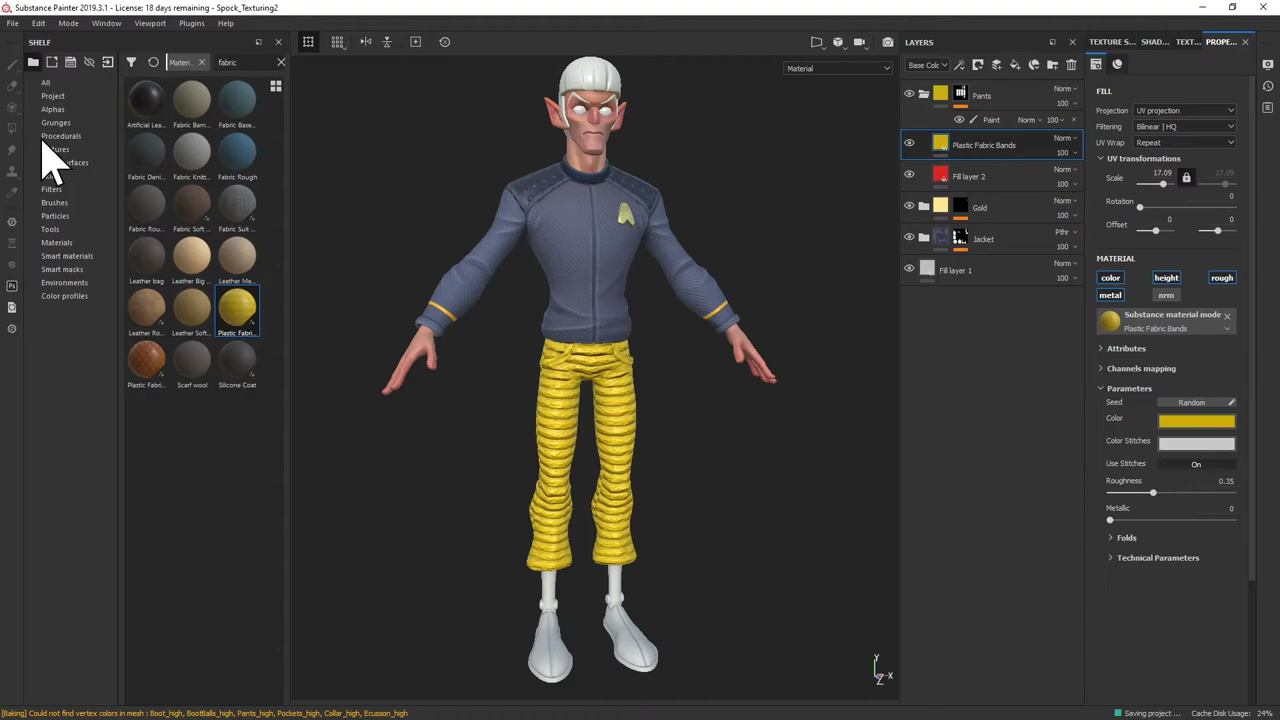 Substance Painter 2019.3.1 - License: 18 days remaining - Spock_Texturing2
File Edit Mode Window Viewport Plugins Help
SHELF
Materi...
fabric
All
Project
Alphas
Grunges
Procedurals
Filters
Brushes
Particles
Tools
Materials
Smart materials
Smart masks
Environments
Color profiles
Artificial Lea... Fabric Bam... Fabric Base...
Fabric Deni... Fabric Knitt... Fabric Rough
Fabric Rou... Fabric Soft ... Fabric Suit ...
Leather bag Leather Big ... Leather Me...
Leather Ro... Leather Soft... Plastic Fabri...
Plastic Fabri... Scarf wool Silicone Coat
Material
Y
X
Z
LAYERS
Base Colo
Pants Norm 100
Paint Norm 100
Plastic Fabric Bands Norm 100
Fill layer 2 Norm 100
Gold Norm 100
Jacket Pthr 100
Fill layer 1 Norm 100
TEXTURE S... SHAD... TEXT... PROPE...
FILL
Projection UV projection
Filtering Bilinear | HQ
UV Wrap Repeat
UV transformations
Scale 17.09 17.09
Rotation 0
Offset 0 0
MATERIAL
color height rough
metal nrm
Substance material mode
Plastic Fabric Bands
Attributes
Channels mapping
Parameters
Seed Random
Color
Color Stitches
Use Stitches On
Roughness 0.35
Metallic 0
Folds
Technical Parameters
[Baking] Could not find vertex colors in mesh : Boot_high, BootBalls_high, Pants_high, Pockets_high, Collar_high, Ecusson_high
Saving project ... Cache Disk Usage: 24%